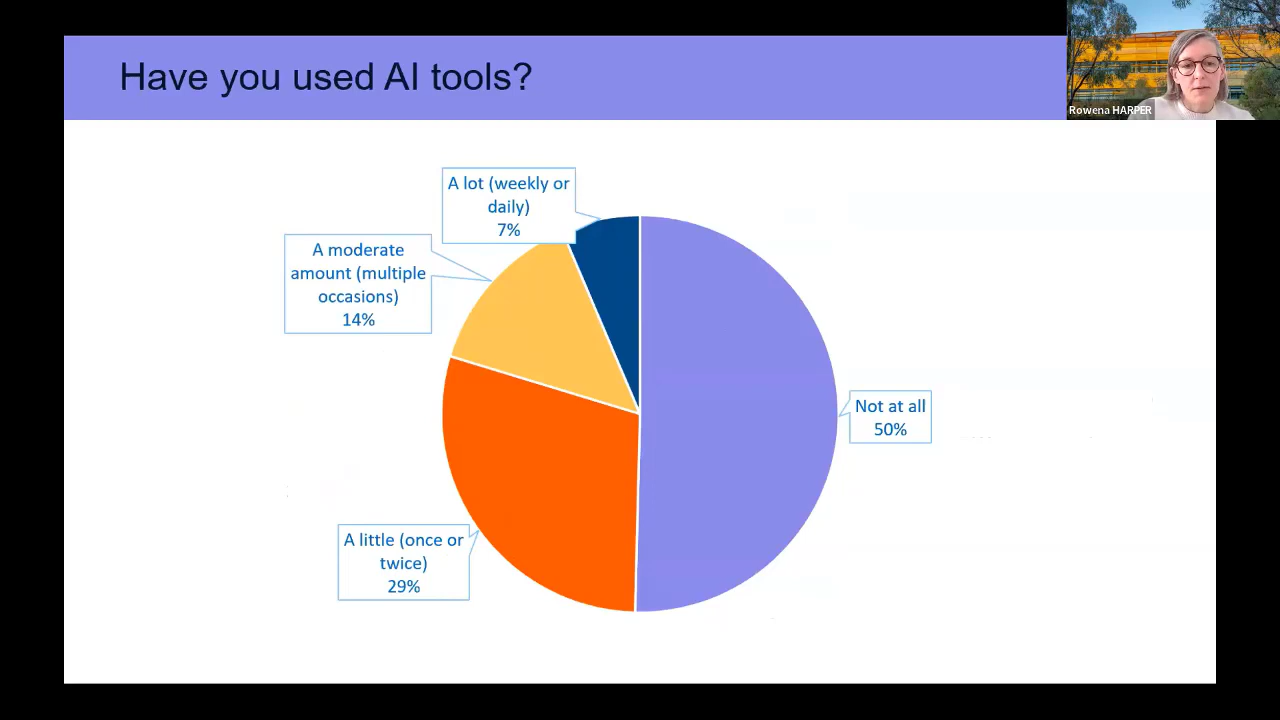 Have you used AI tools?
Rowena HARPER
A lot (weekly or
daily)
7%
A moderate
amount (multiple
occasions)
14%
Not at all
50%
A little (once or
twice)
29%